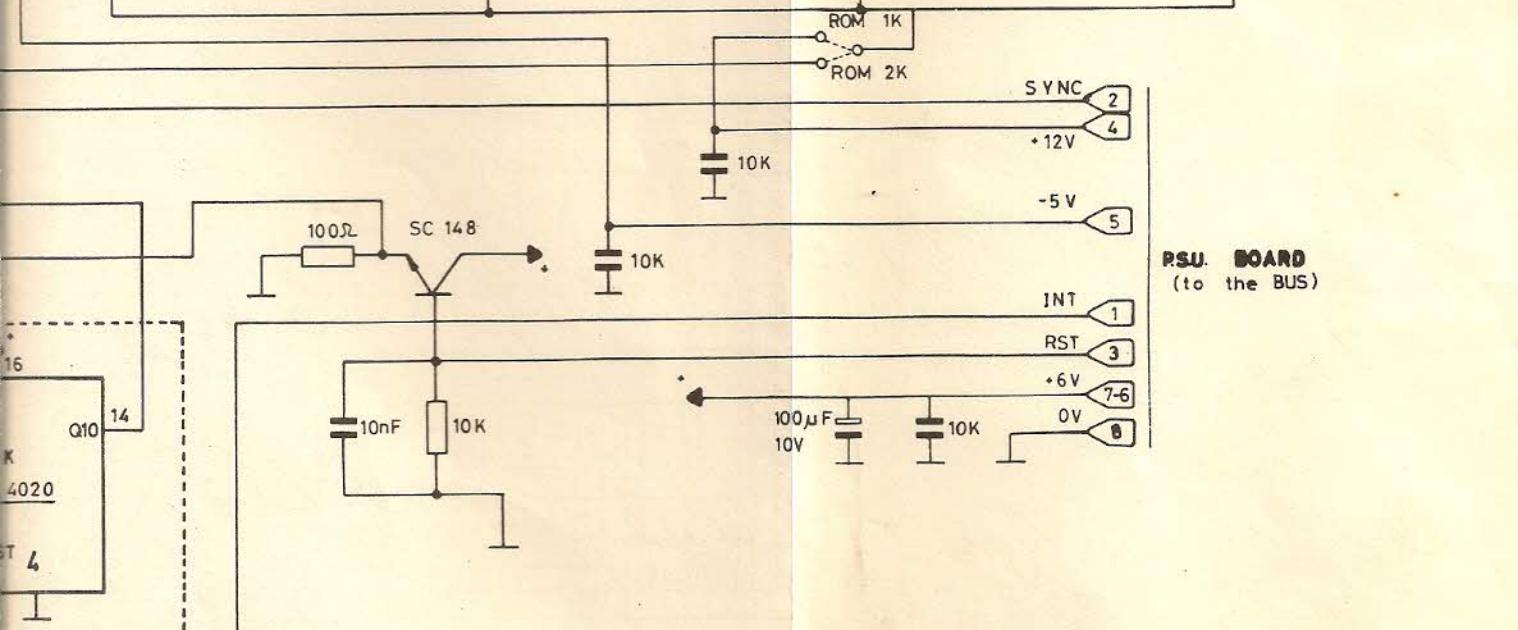 ROM 1K
ROM 2K
SYNC
2
4
+12V
10K
-5V
5
100Ω
SC 148
+
10K
P.S.U. BOARD
(to the BUS)
INT
1
RST
3
+
16
+
+6V
7-6
14
Q10
10nF
10K
100µF
10V
10K
0V
8
K
4020
ST
4